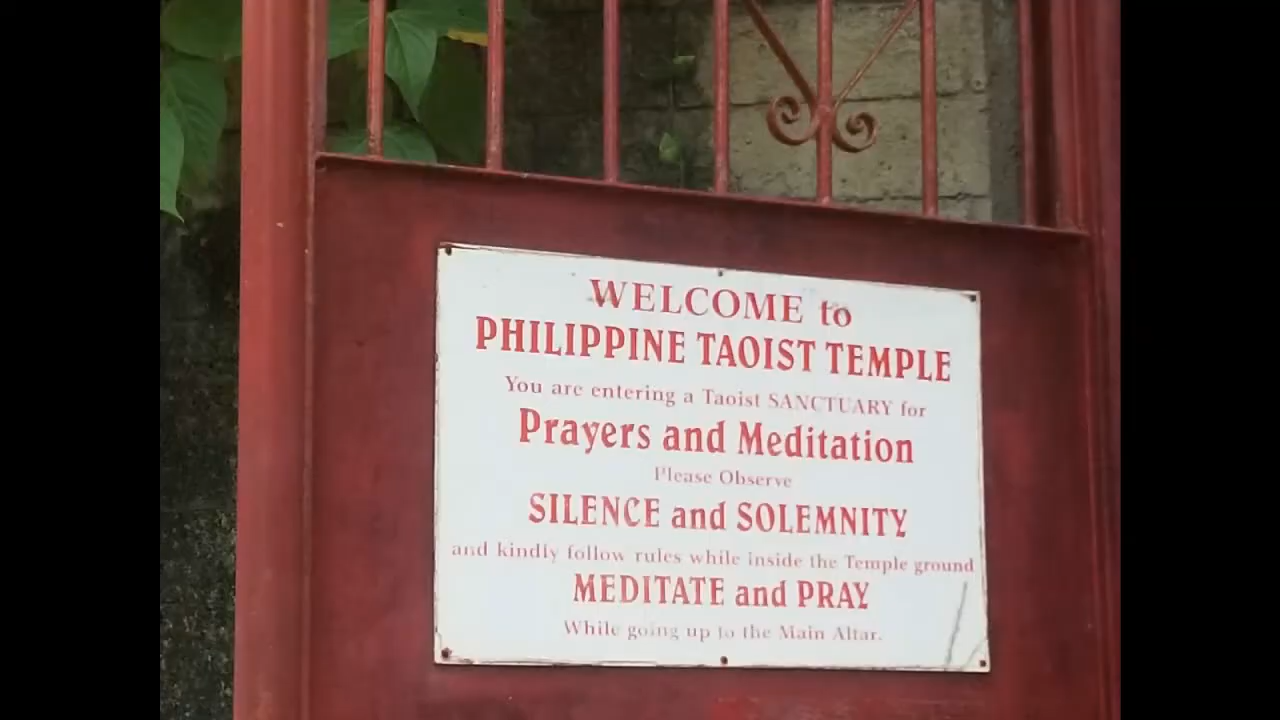 WELCOME to
PHILIPPINE TAOIST TEMPLE
You are entering a Taoist SANCTUARY for
Prayers and Meditation
Please Observe
SILENCE and SOLEMNITY
and kindly follow rules while inside the Temple ground
MEDITATE and PRAY
While going up to the Main Altar.